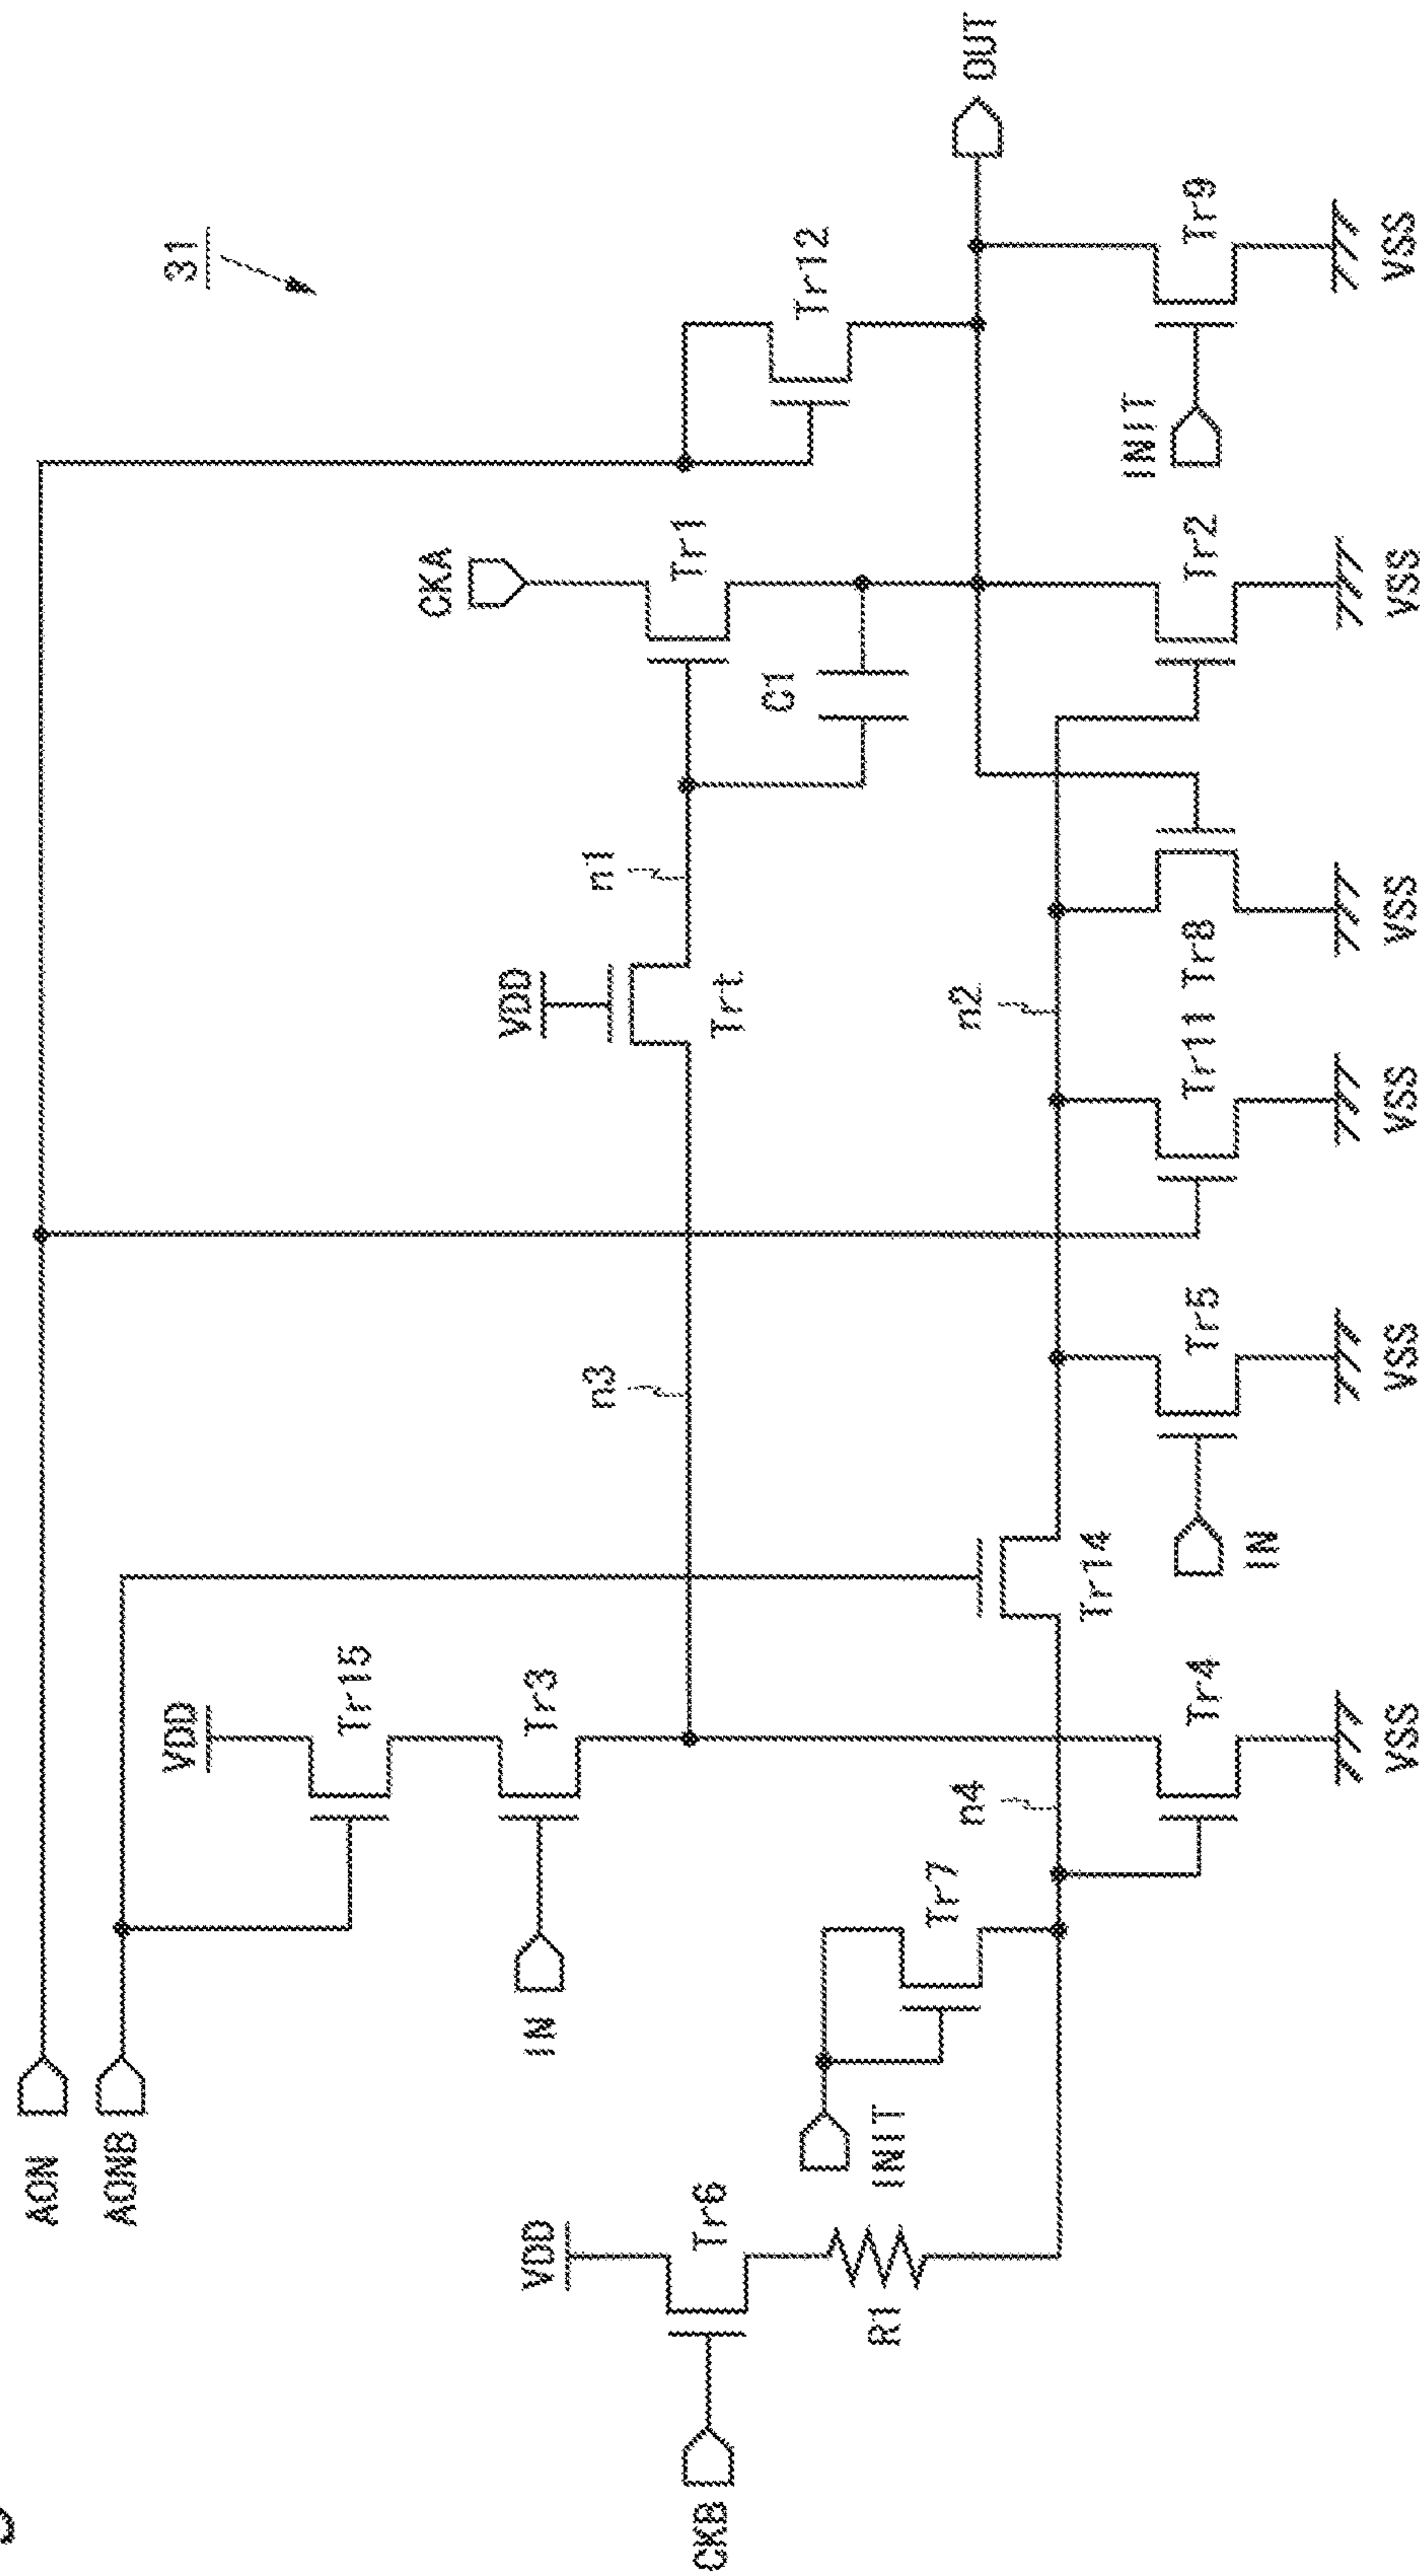 31
AON
AONB
VDD
Tr15
IN
Tr3
n3
VDD
Trt
n1
CKA
Tr1
C1
Tr12
OUT
CKB
VDD
Tr6
R1
INIT
Tr7
n4
Tr14
n2
Tr4
VSS
IN
Tr5
VSS
Tr11
VSS
Tr8
VSS
Tr2
VSS
INIT
Tr9
VSS